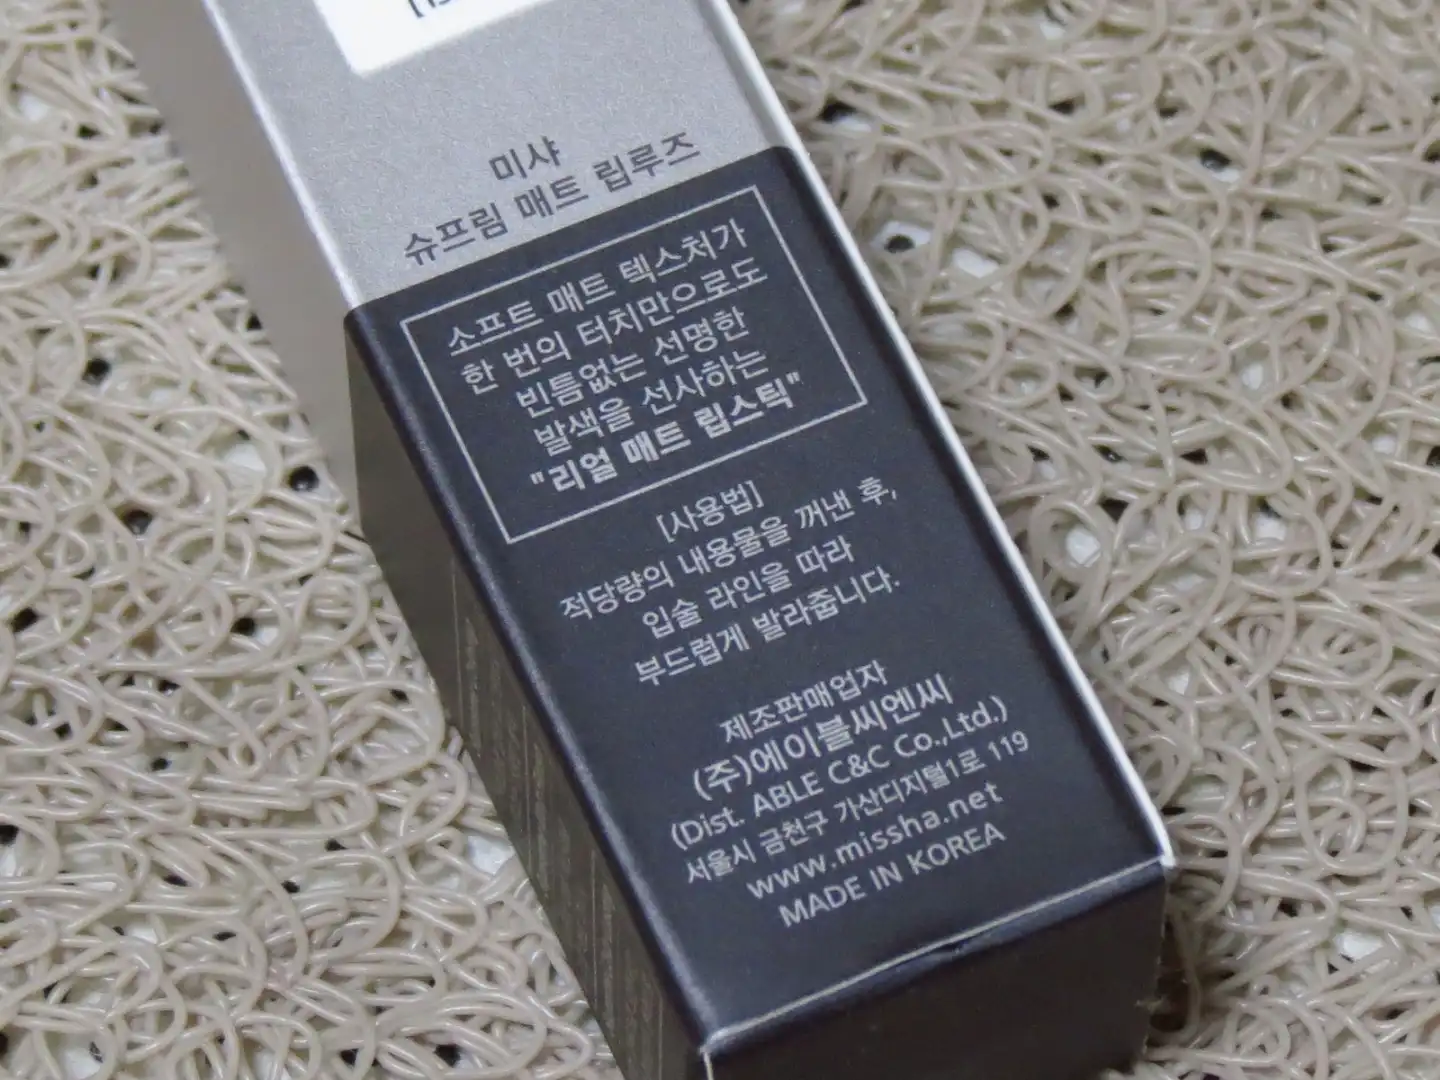 미샤
슈프림 매트 립루즈
소프트 매트 텍스처가
한 번의 터치만으로도
빈틈없는 선명한
발색을 선사하는
"리얼 매트 립스틱"
[사용법]
적당량의 내용물을 꺼낸 후,
입술 라인을 따라
부드럽게 발라줍니다.
제조판매업자
(주)에이블씨엔씨
(Dist. ABLE C&C Co.,Ltd.)
서울시 금천구 가산디지털1로 119
www.missha.net
MADE IN KOREA